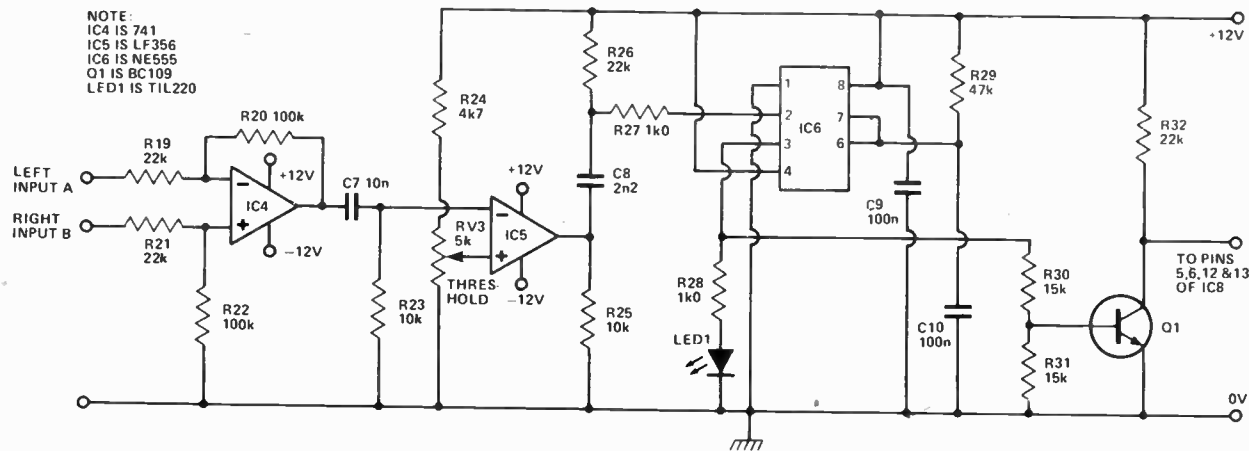 NOTE:
IC4 IS 741
IC5 IS LF356
IC6 IS NE555
Q1 IS BC109
LED1 IS TIL220
LEFT
INPUT A
RIGHT
INPUT B
R19
22k
R20 100k
R21
22k
R22
100k
+12V
-
IC4
+
-12V
C7 10n
R23
10k
R24
4k7
RV3
5k
THRES-
HOLD
+12V
-
IC5
+
-12V
R26
22k
R27 1k0
C8
2n2
R25
10k
R28
1k0
LED1
1
2
3
4
IC6
8
7
6
C9
100n
C10
100n
R29
47k
R30
15k
R31
15k
R32
22k
Q1
+12V
TO PINS
5,6,12 &13
OF IC8
0V